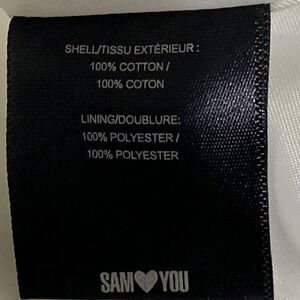 SHELL/TISSU EXTÉRIEUR :
100% COTTON /
100% COTON
LINING/DOUBLURE:
100% POLYESTER /
100% POLYESTER
SAM♥YOU